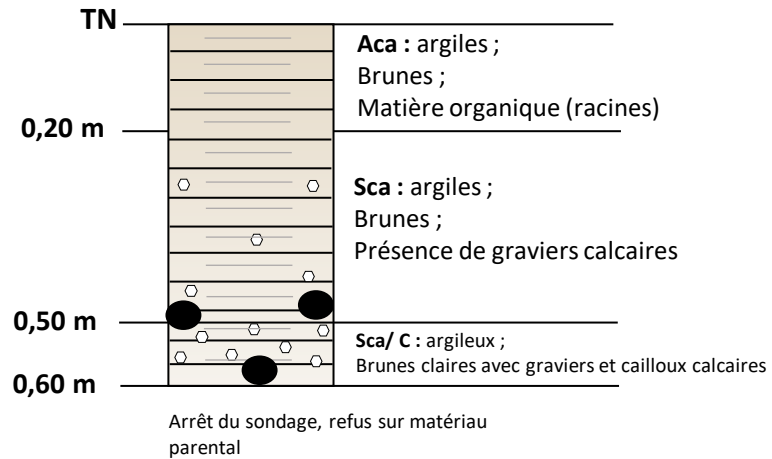 TN
Aca : argiles ;
Brunes ;
Matière organique (racines)
0,20 m
Sca : argiles ;
Brunes ;
Présence de graviers calcaires
0,50 m
Sca/ C : argileux ;
Brunes claires avec graviers et cailloux calcaires
0,60 m
Arrêt du sondage, refus sur matériau
parental